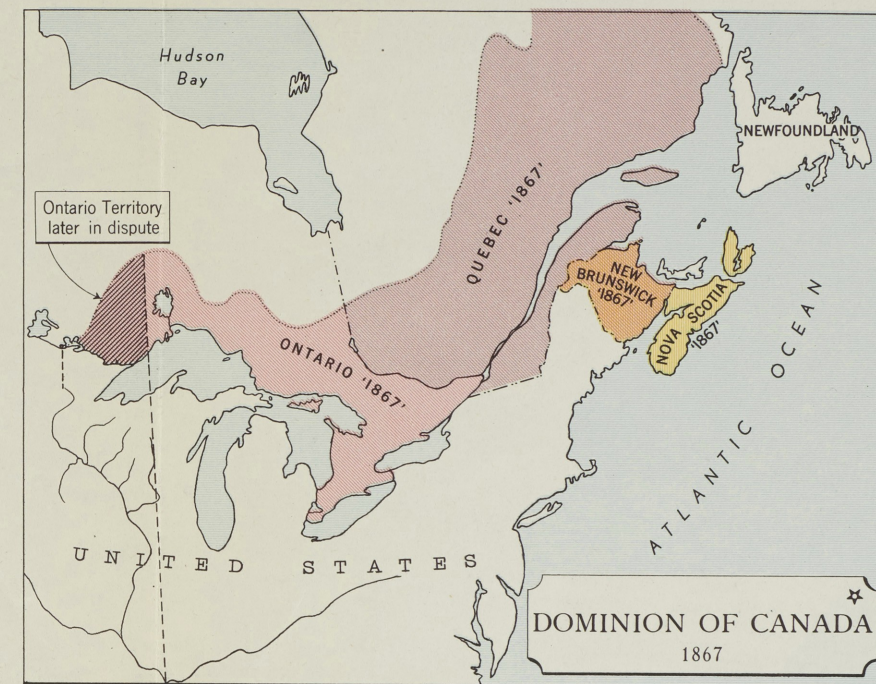 Hudson
Bay
NEWFOUNDLAND
Ontario Territory
later in dispute
QUEBEC '1867'
NEW
BRUNSWICK
'1867'
NOVA SCOTIA
'1867'
ONTARIO '1867'
ATLANTIC OCEAN
UNITED STATES
DOMINION OF CANADA
1867